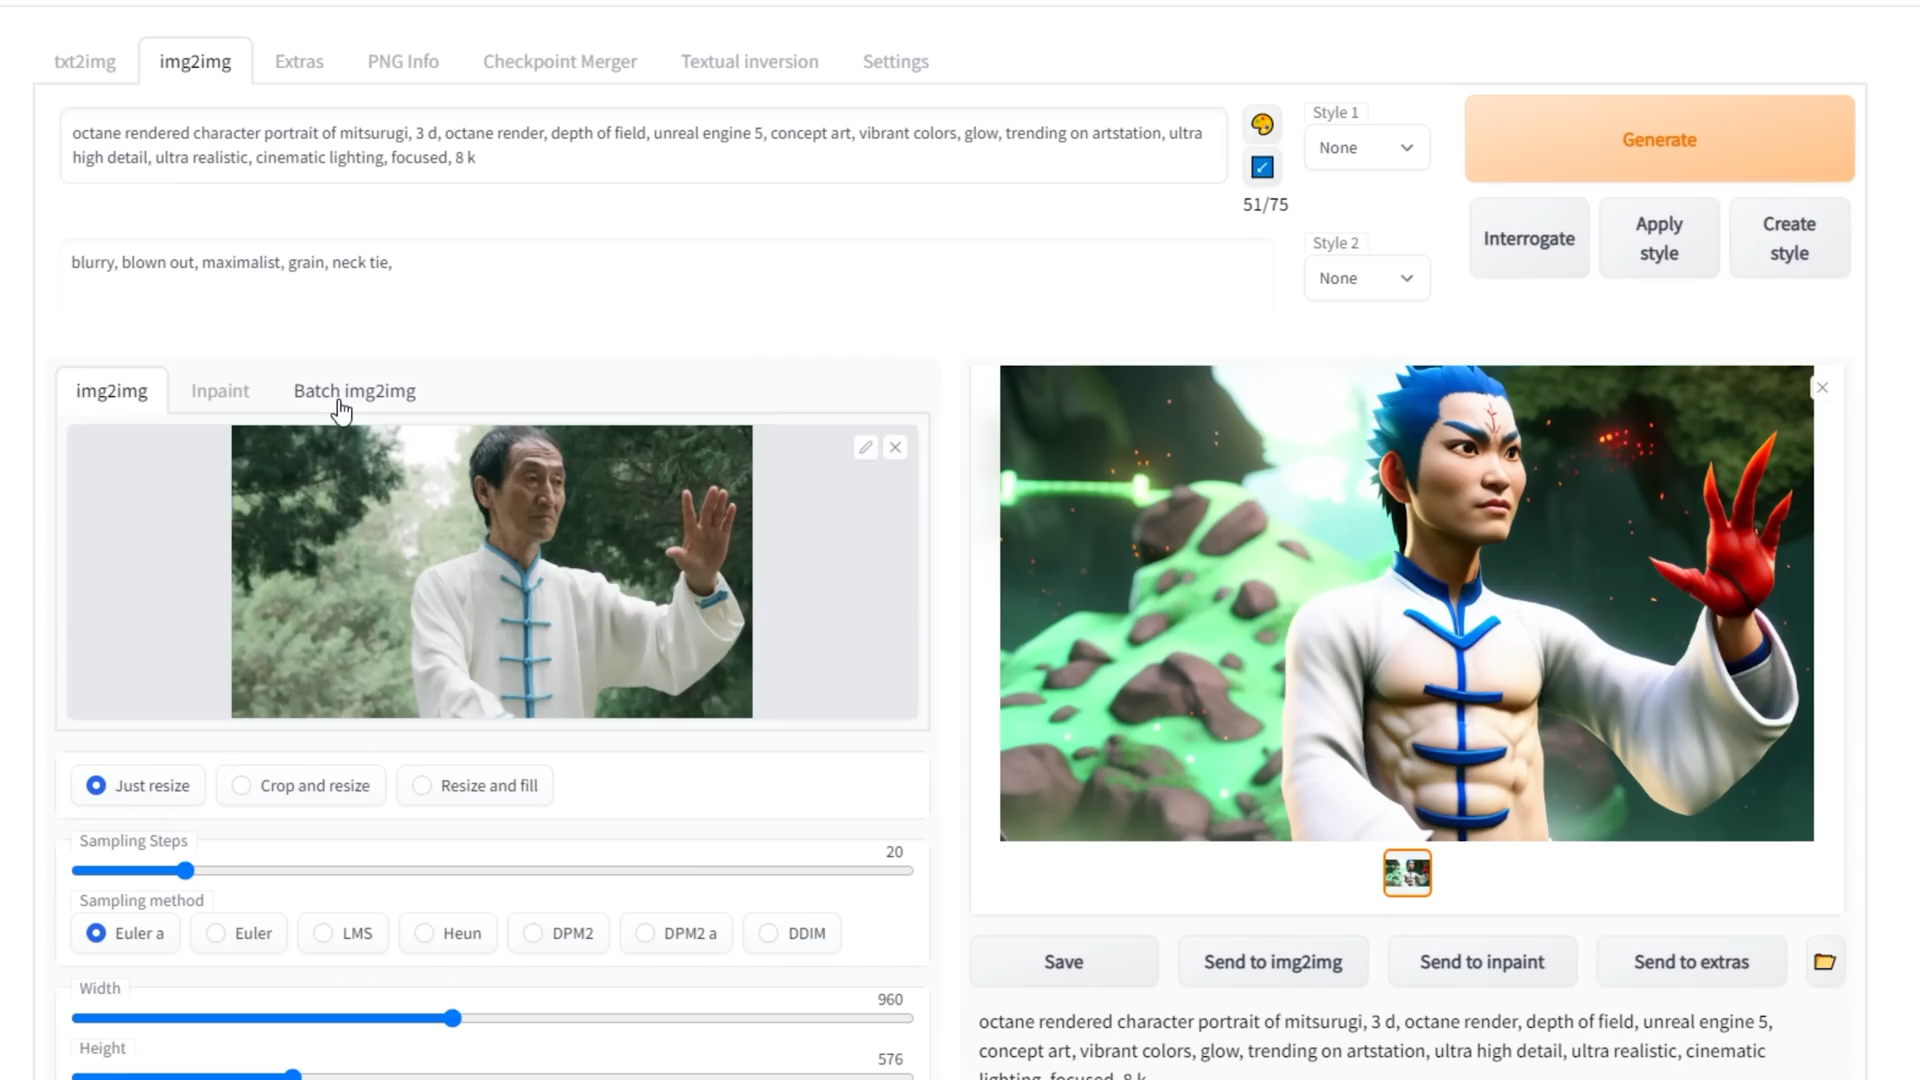 txt2img
img2img
Extras
PNG Info
Checkpoint Merger
Textual inversion
Settings
octane rendered character portrait of mitsurugi, 3 d, octane render, depth of field, unreal engine 5, concept art, vibrant colors, glow, trending on artstation, ultra
high detail, ultra realistic, cinematic lighting, focused, 8 k
51/75
Style 1
None
Generate
Interrogate
Apply
style
Create
style
blurry, blown out, maximalist, grain, neck tie,
Style 2
None
img2img
Inpaint
Batch img2img
Just resize
Crop and resize
Resize and fill
Sampling Steps
20
Sampling method
Euler a
Euler
LMS
Heun
DPM2
DPM2 a
DDIM
Width
960
Height
576
Save
Send to img2img
Send to inpaint
Send to extras
octane rendered character portrait of mitsurugi, 3 d, octane render, depth of field, unreal engine 5,
concept art, vibrant colors, glow, trending on artstation, ultra high detail, ultra realistic, cinematic
lighting, focused, 8 k